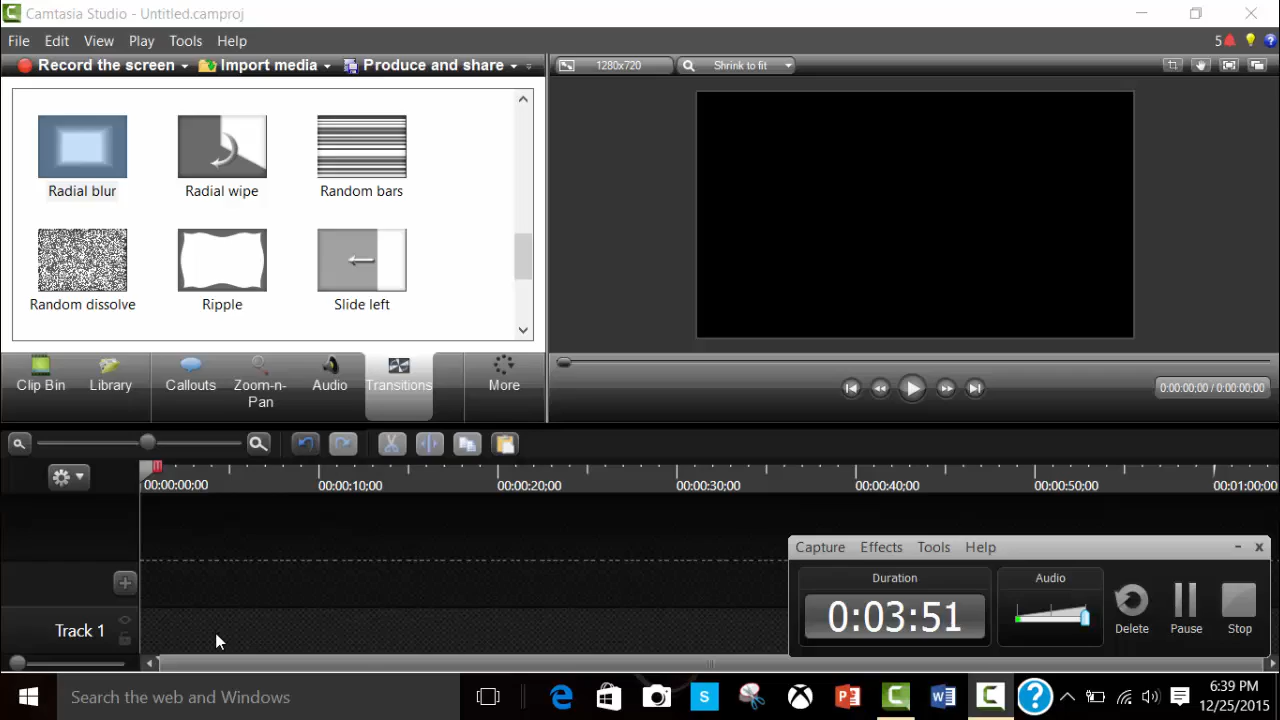 Camtasia Studio - Untitled.camproj
File Edit View Play Tools Help
5
Record the screen Import media Produce and share
1280x720 Shrink to fit
Radial blur Radial wipe Random bars
Random dissolve Ripple Slide left
Clip Bin Library Callouts Zoom-n-Pan Audio Transitions More
0:00:00;00 / 0:00:00;00
00:00:00;00 00:00:10;00 00:00:20;00 00:00:30;00 00:00:40;00 00:00:50;00 00:01:00;00
Capture Effects Tools Help
Duration Audio
0:03:51
Delete Pause Stop
Track 1
Search the web and Windows
6:39 PM
12/25/2015